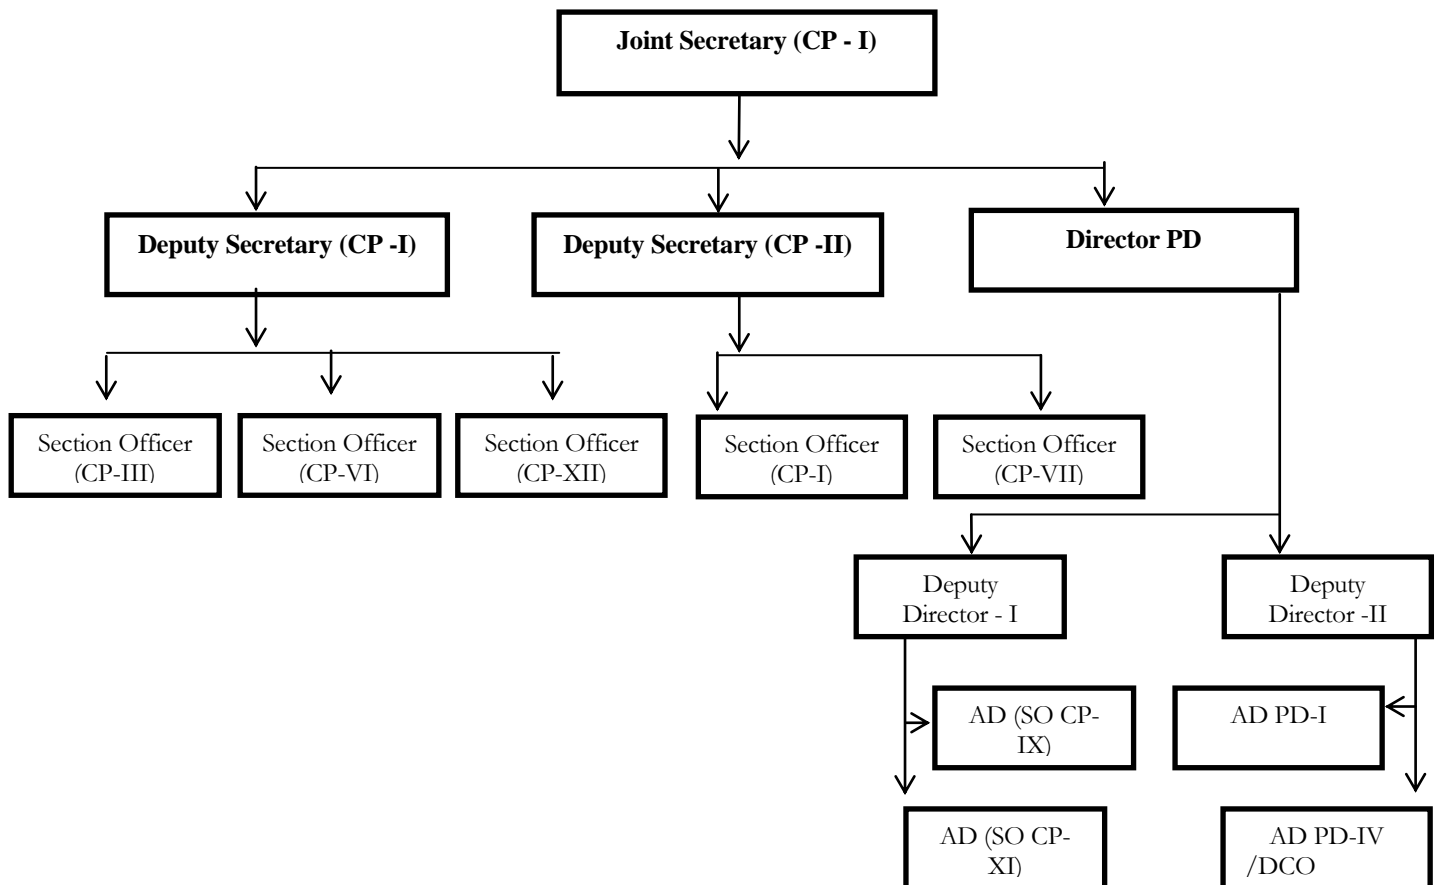 Joint Secretary (CP - I)
Deputy Secretary (CP -I)
Deputy Secretary (CP -II)
Director PD
Section Officer
(CP-III)
Section Officer
(CP-VI)
Section Officer
(CP-XII)
Section Officer
(CP-I)
Section Officer
(CP-VII)
Deputy
Director - I
Deputy
Director -II
AD (SO CP-
IX)
AD PD-I
AD (SO CP-
XI)
AD PD-IV
/DCO